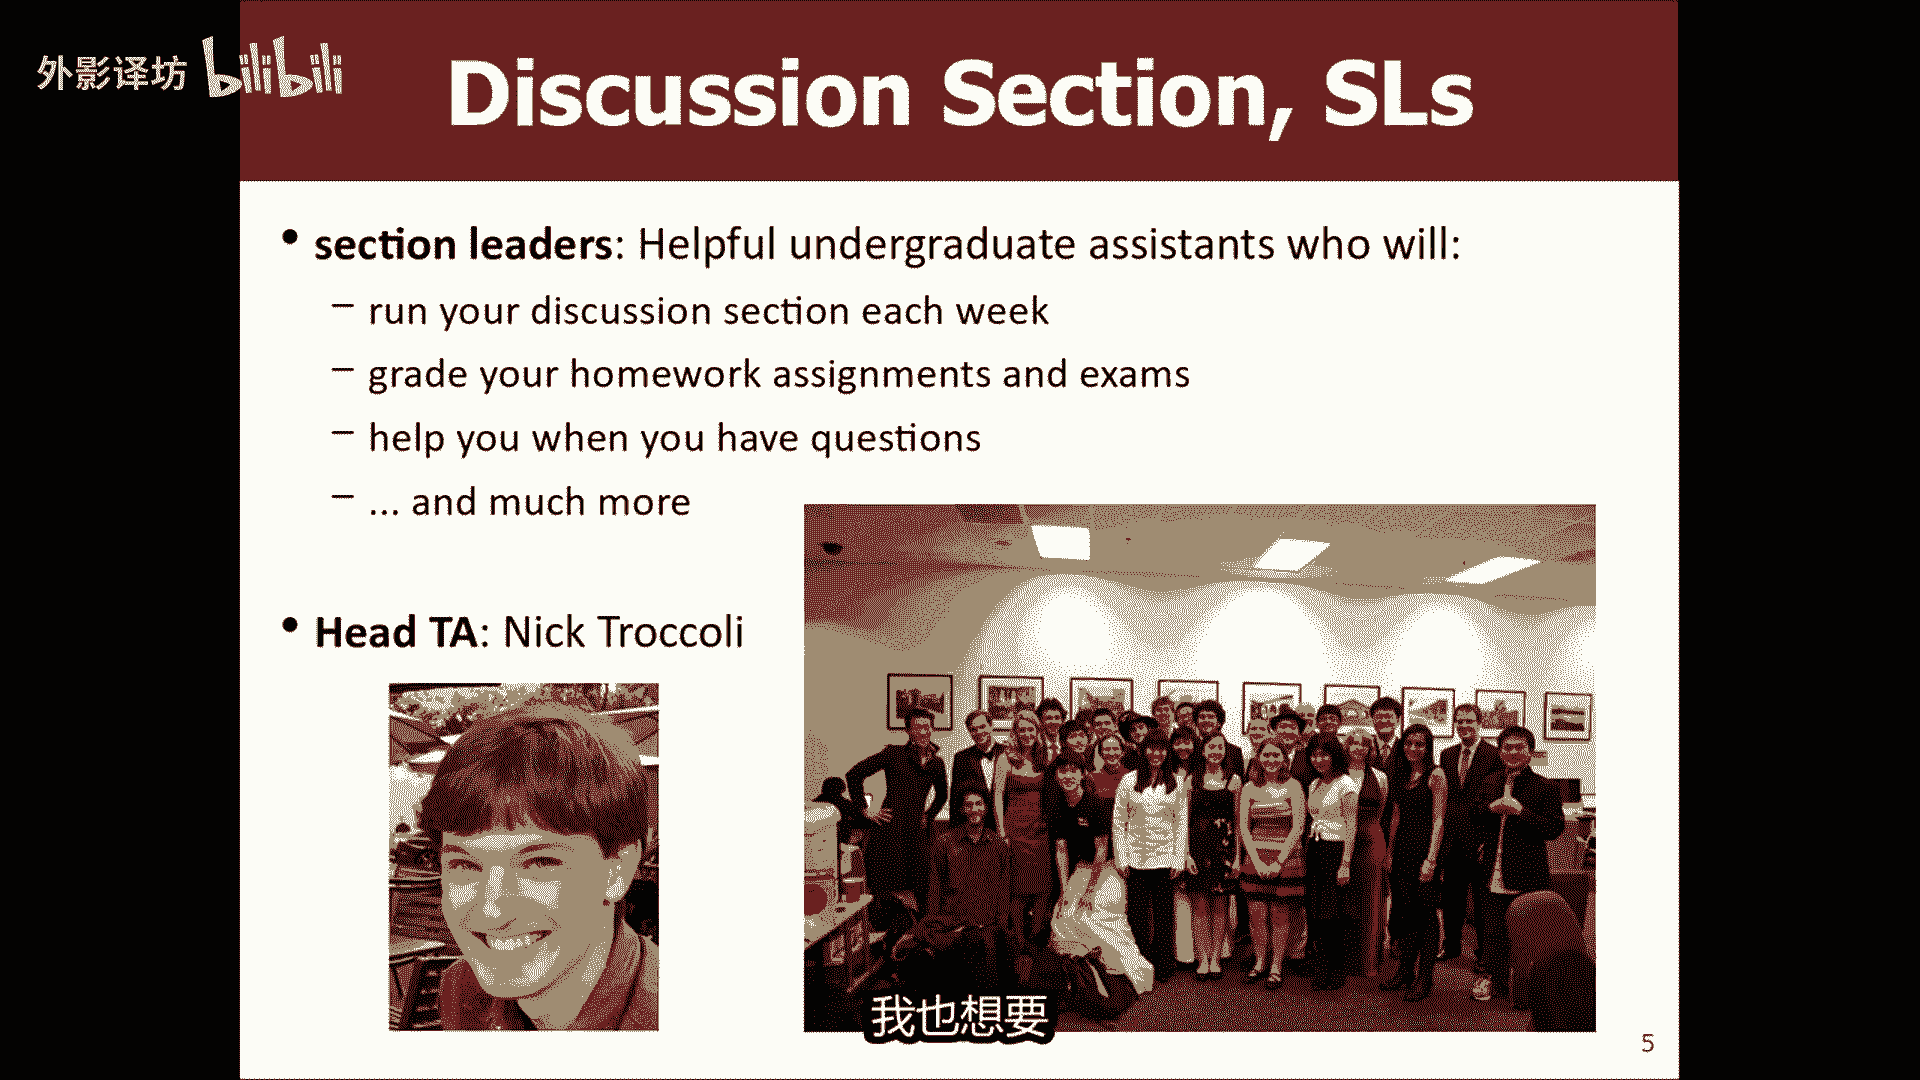 外影译坊 bilibili
Discussion Section, SLs
• section leaders: Helpful undergraduate assistants who will:
– run your discussion section each week
– grade your homework assignments and exams
– help you when you have questions
– ... and much more
• Head TA: Nick Troccoli
我也想要
5